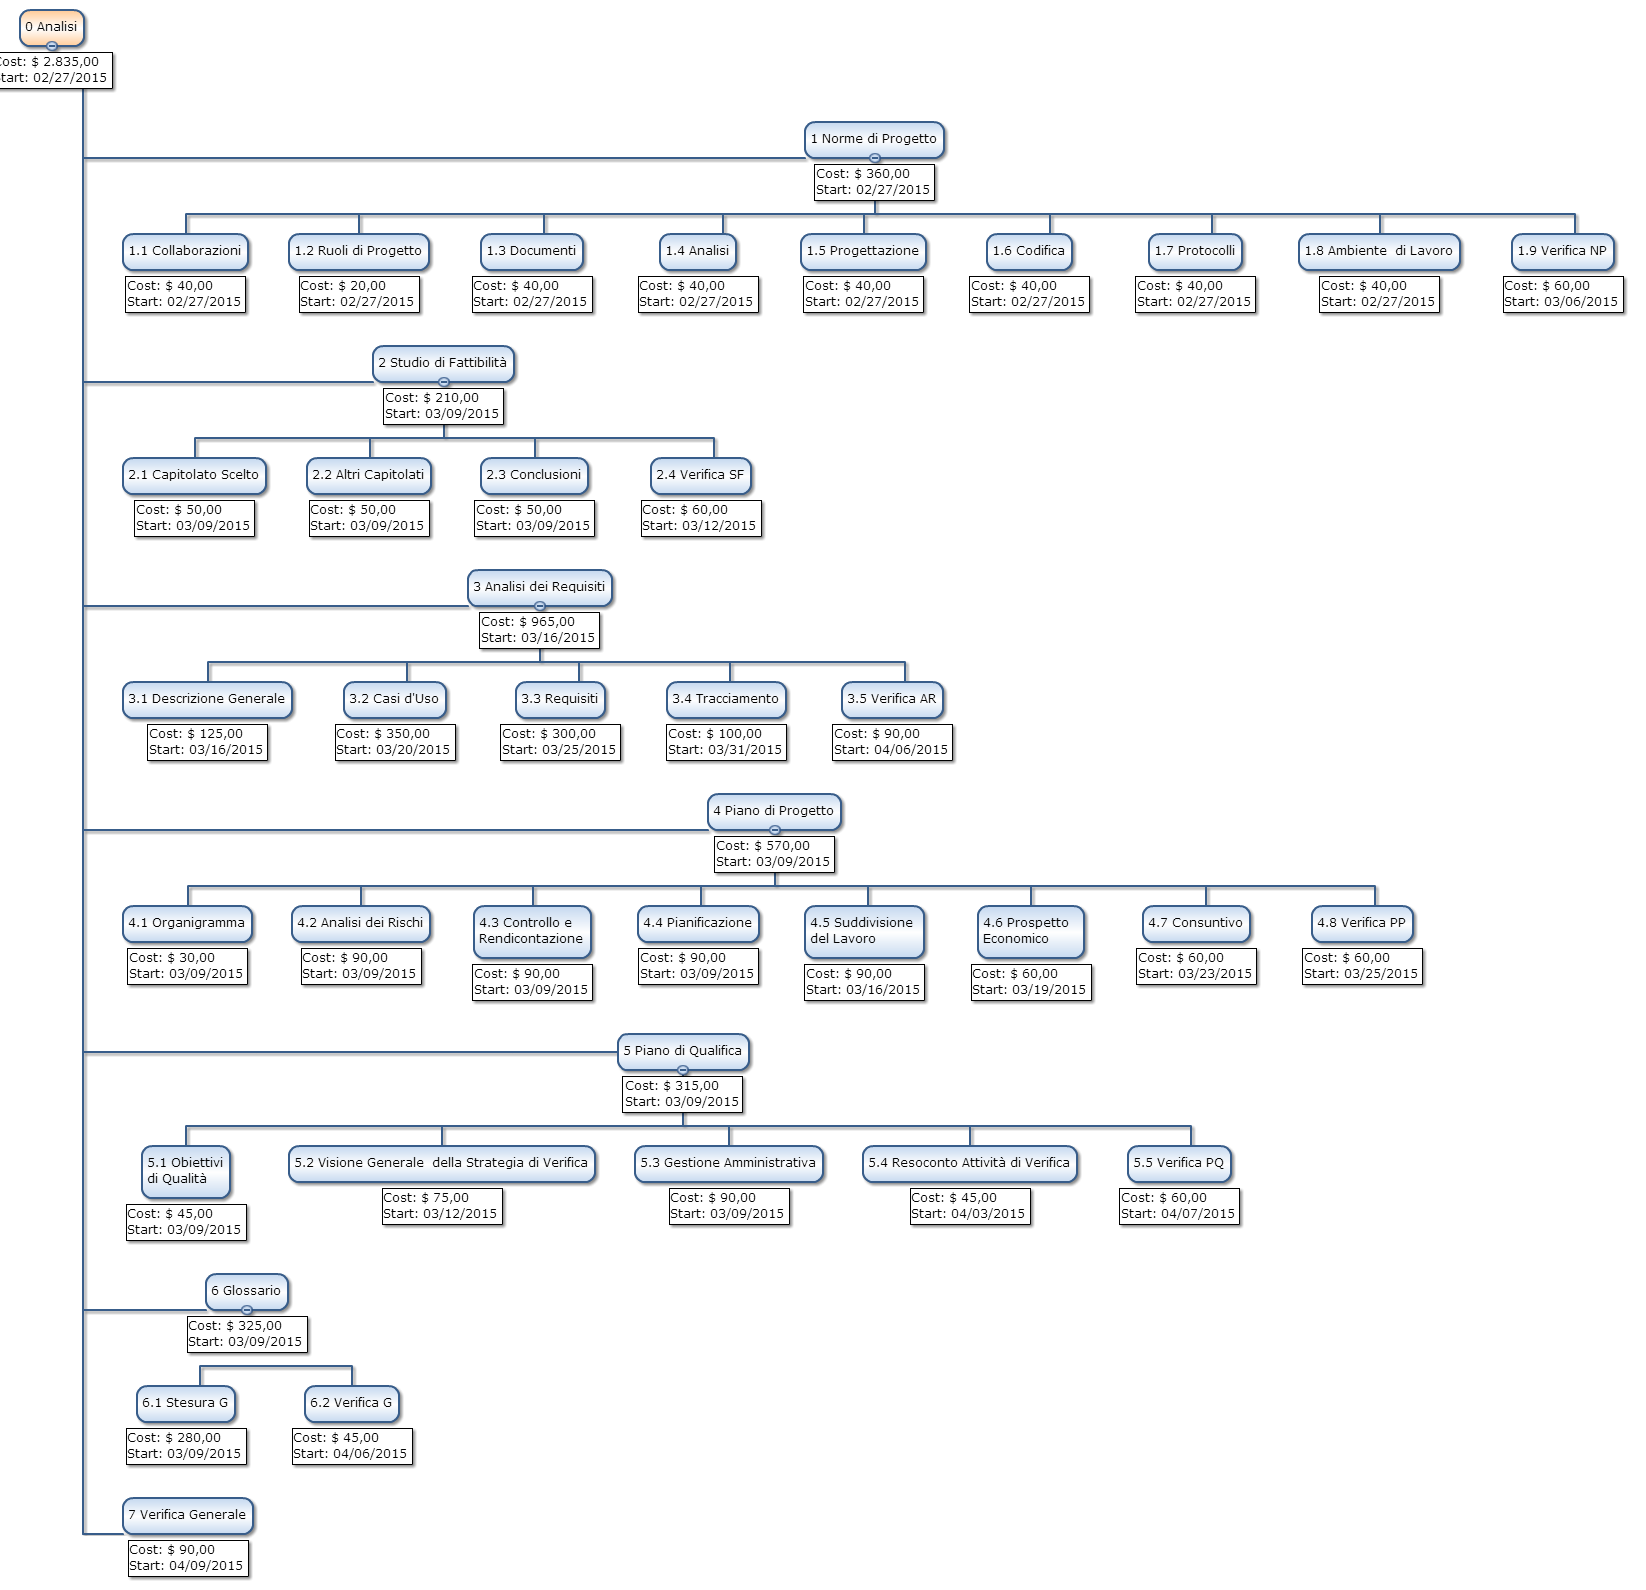 0 Analisi
Cost: $ 2.835,00
Start: 02/27/2015
1 Norme di Progetto
Cost: $ 360,00
Start: 02/27/2015
1.1 Collaborazioni
Cost: $ 40,00
Start: 02/27/2015
1.2 Ruoli di Progetto
Cost: $ 20,00
Start: 02/27/2015
1.3 Documenti
Cost: $ 40,00
Start: 02/27/2015
1.4 Analisi
Cost: $ 40,00
Start: 02/27/2015
1.5 Progettazione
Cost: $ 40,00
Start: 02/27/2015
1.6 Codifica
Cost: $ 40,00
Start: 02/27/2015
1.7 Protocolli
Cost: $ 40,00
Start: 02/27/2015
1.8 Ambiente  di Lavoro
Cost: $ 40,00
Start: 02/27/2015
1.9 Verifica NP
Cost: $ 60,00
Start: 03/06/2015
2 Studio di Fattibilità
Cost: $ 210,00
Start: 03/09/2015
2.1 Capitolato Scelto
Cost: $ 50,00
Start: 03/09/2015
2.2 Altri Capitolati
Cost: $ 50,00
Start: 03/09/2015
2.3 Conclusioni
Cost: $ 50,00
Start: 03/09/2015
2.4 Verifica SF
Cost: $ 60,00
Start: 03/12/2015
3 Analisi dei Requisiti
Cost: $ 965,00
Start: 03/16/2015
3.1 Descrizione Generale
Cost: $ 125,00
Start: 03/16/2015
3.2 Casi d'Uso
Cost: $ 350,00
Start: 03/20/2015
3.3 Requisiti
Cost: $ 300,00
Start: 03/25/2015
3.4 Tracciamento
Cost: $ 100,00
Start: 03/31/2015
3.5 Verifica AR
Cost: $ 90,00
Start: 04/06/2015
4 Piano di Progetto
Cost: $ 570,00
Start: 03/09/2015
4.1 Organigramma
Cost: $ 30,00
Start: 03/09/2015
4.2 Analisi dei Rischi
Cost: $ 90,00
Start: 03/09/2015
4.3 Controllo e
Rendicontazione
Cost: $ 90,00
Start: 03/09/2015
4.4 Pianificazione
Cost: $ 90,00
Start: 03/09/2015
4.5 Suddivisione
del Lavoro
Cost: $ 90,00
Start: 03/16/2015
4.6 Prospetto
Economico
Cost: $ 60,00
Start: 03/19/2015
4.7 Consuntivo
Cost: $ 60,00
Start: 03/23/2015
4.8 Verifica PP
Cost: $ 60,00
Start: 03/25/2015
5 Piano di Qualifica
Cost: $ 315,00
Start: 03/09/2015
5.1 Obiettivi
di Qualità
Cost: $ 45,00
Start: 03/09/2015
5.2 Visione Generale  della Strategia di Verifica
Cost: $ 75,00
Start: 03/12/2015
5.3 Gestione Amministrativa
Cost: $ 90,00
Start: 03/09/2015
5.4 Resoconto Attività di Verifica
Cost: $ 45,00
Start: 04/03/2015
5.5 Verifica PQ
Cost: $ 60,00
Start: 04/07/2015
6 Glossario
Cost: $ 325,00
Start: 03/09/2015
6.1 Stesura G
Cost: $ 280,00
Start: 03/09/2015
6.2 Verifica G
Cost: $ 45,00
Start: 04/06/2015
7 Verifica Generale
Cost: $ 90,00
Start: 04/09/2015